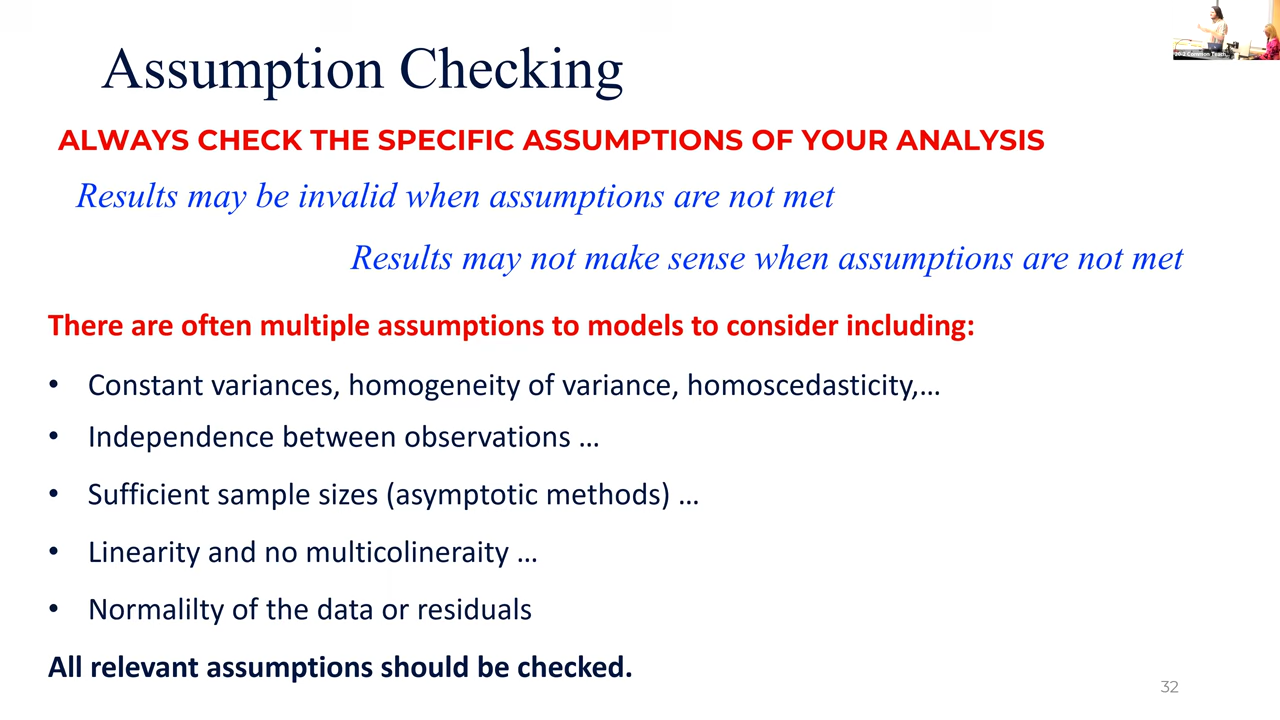 Assumption Checking
ALWAYS CHECK THE SPECIFIC ASSUMPTIONS OF YOUR ANALYSIS
Results may be invalid when assumptions are not met
Results may not make sense when assumptions are not met
There are often multiple assumptions to models to consider including:
• Constant variances, homogeneity of variance, homoscedasticity,…
• Independence between observations …
• Sufficient sample sizes (asymptotic methods) …
• Linearity and no multicolineraity …
• Normalilty of the data or residuals
All relevant assumptions should be checked.
32